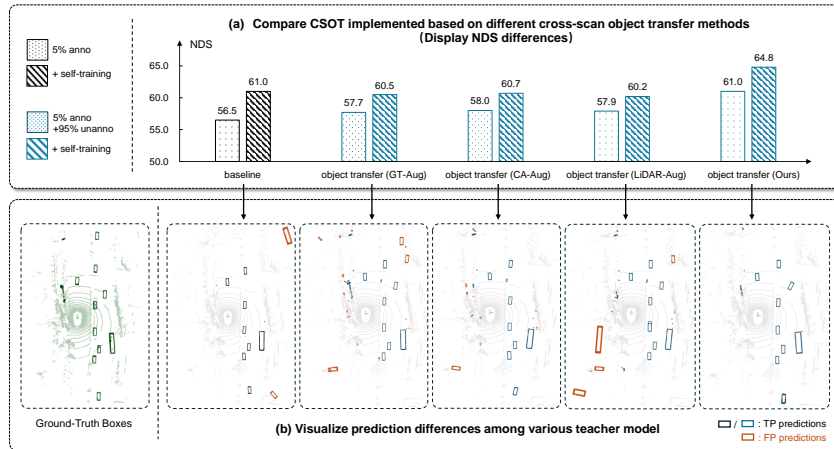 (a) Compare CSOT implemented based on different cross-scan object transfer methods
(Display NDS differences)
5% anno
+ self-training
5% anno
+95% unanno
+ self-training
NDS
65.0
60.0
55.0
50.0
56.5
61.0
57.7
60.5
58.0
60.7
57.9
60.2
61.0
64.8
baseline
object transfer (GT-Aug)
object transfer (CA-Aug)
object transfer (LiDAR-Aug)
object transfer (Ours)
Ground-Truth Boxes
(b) Visualize prediction differences among various teacher model
/ : TP predictions
: FP predictions